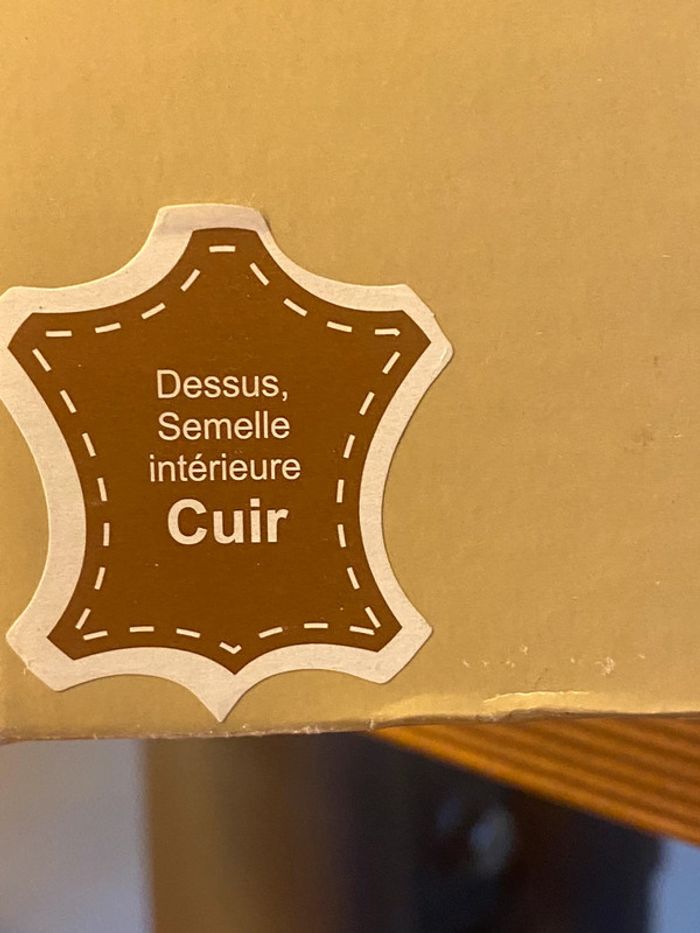 Dessus,
Semelle
intérieure
Cuir